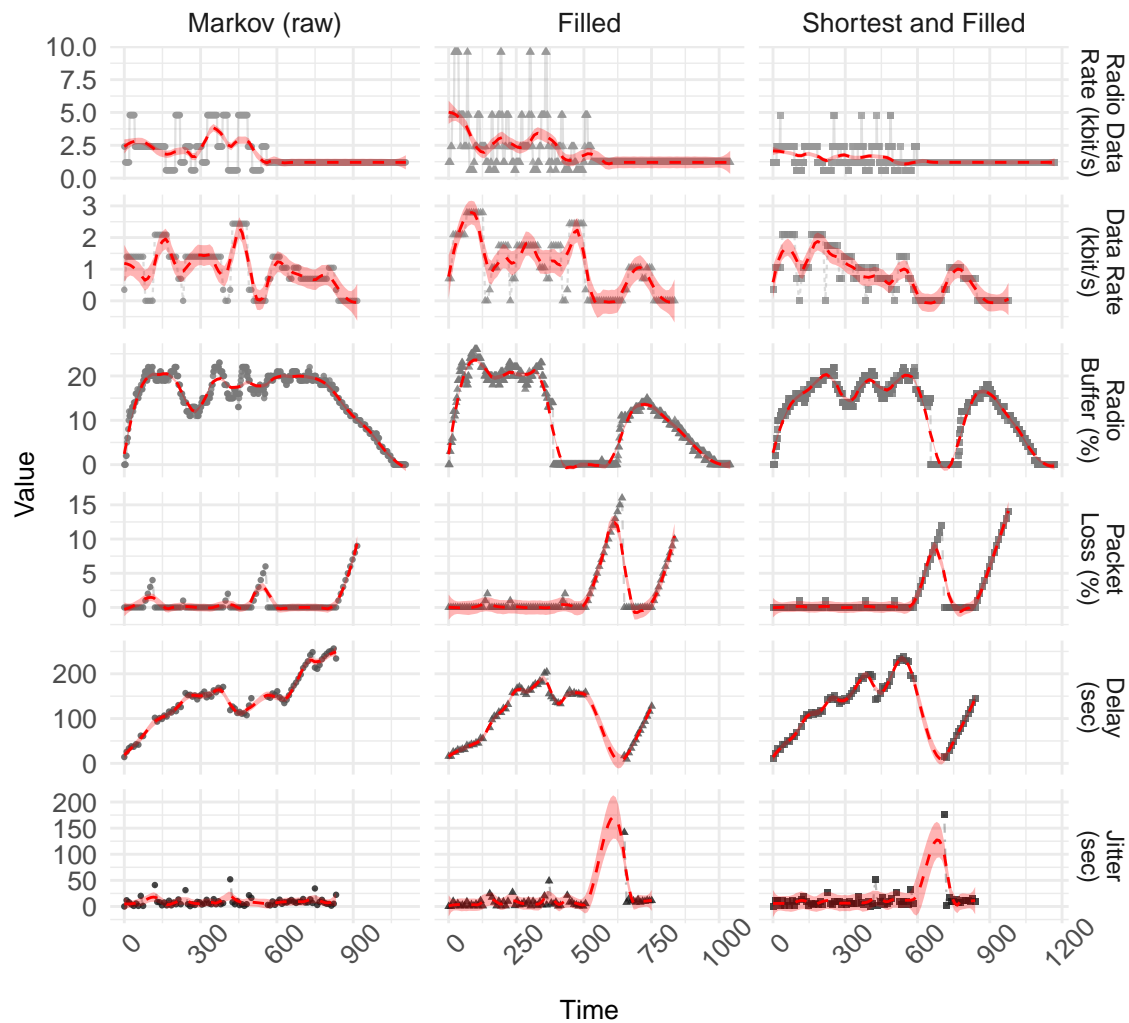 Markov (raw) Filled Shortest and Filled
10.0
7.5
5.0
2.5
0.0
Radio Data
Rate (kbit/s)
3
2
1
0
Data Rate
(kbit/s)
20
10
0
Radio
Buffer (%)
15
10
5
0
Packet
Loss (%)
200
100
0
Delay
(sec)
200
150
100
50
0
Jitter
(sec)
Value
0 300 600 900 0 250 500 750 1000 0 300 600 900 1200
Time